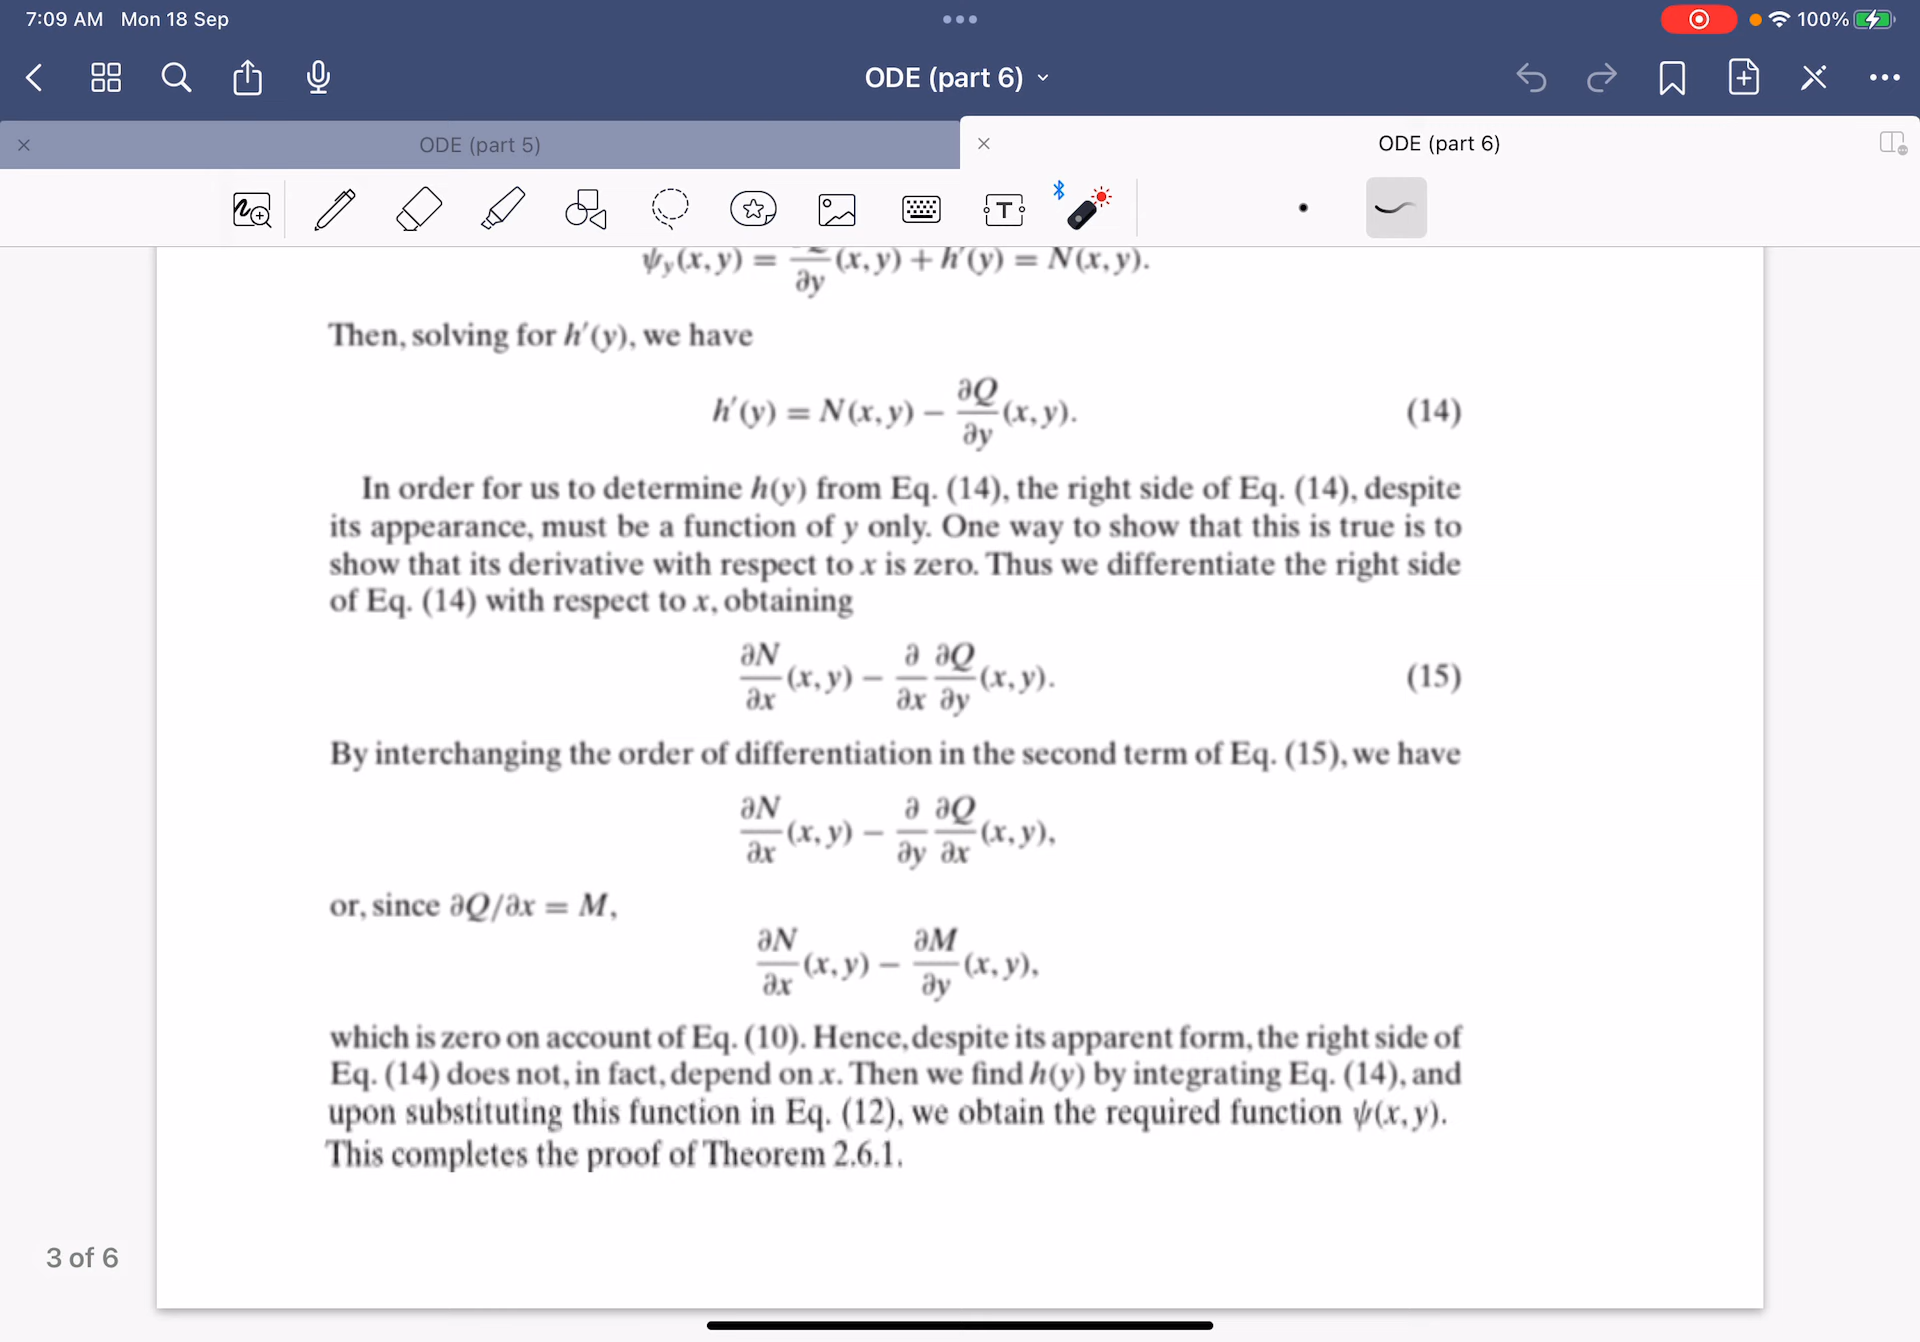 7:09 AM Mon 18 Sep
100%
ODE (part 6)
ODE (part 5)
ODE (part 6)
ψ_y(x, y) = ∂Q/∂y (x, y) + h′(y) = N(x, y).
Then, solving for h′(y), we have
h′(y) = N(x, y) − ∂Q/∂y (x, y). (14)
In order for us to determine h(y) from Eq. (14), the right side of Eq. (14), despite
its appearance, must be a function of y only. One way to show that this is true is to
show that its derivative with respect to x is zero. Thus we differentiate the right side
of Eq. (14) with respect to x, obtaining
∂N/∂x (x, y) − ∂/∂x ∂Q/∂y (x, y). (15)
By interchanging the order of differentiation in the second term of Eq. (15), we have
∂N/∂x (x, y) − ∂/∂y ∂Q/∂x (x, y),
or, since ∂Q/∂x = M,
∂N/∂x (x, y) − ∂M/∂y (x, y),
which is zero on account of Eq. (10). Hence, despite its apparent form, the right side of
Eq. (14) does not, in fact, depend on x. Then we find h(y) by integrating Eq. (14), and
upon substituting this function in Eq. (12), we obtain the required function ψ(x, y).
This completes the proof of Theorem 2.6.1.
3 of 6